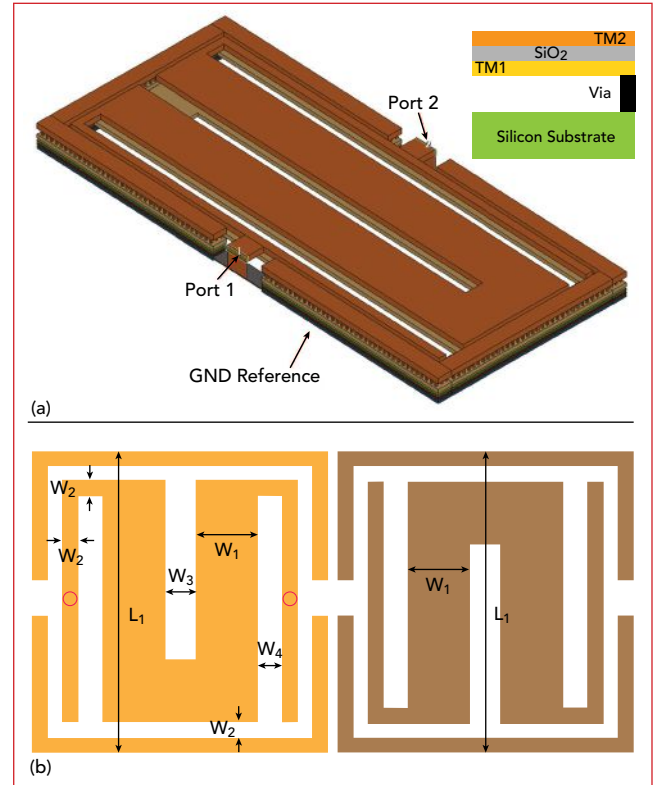 TM2
SiO₂
TM1
Via
Silicon Substrate
Port 2
Port 1
GND Reference
(a)
W₂
W₂
W₁
W₃
L₁
W₄
W₂
W₁
L₁
(b)